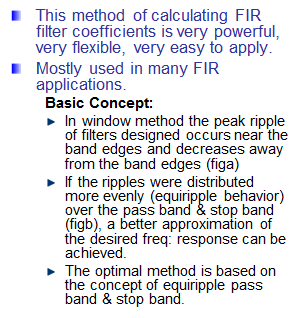 This method of calculating FIR
filter coefficients is very powerful,
very flexible, very easy to apply.
Mostly used in many FIR
applications.
Basic Concept:
In window method the peak ripple
of filters designed occurs near the
band edges and decreases away
from the band edges (figa)
If the ripples were distributed
more evenly (equiripple behavior)
over the pass band & stop band
(figb), a better approximation of
the desired freq: response can be
achieved.
The optimal method is based on
the concept of equiripple pass
band & stop band.